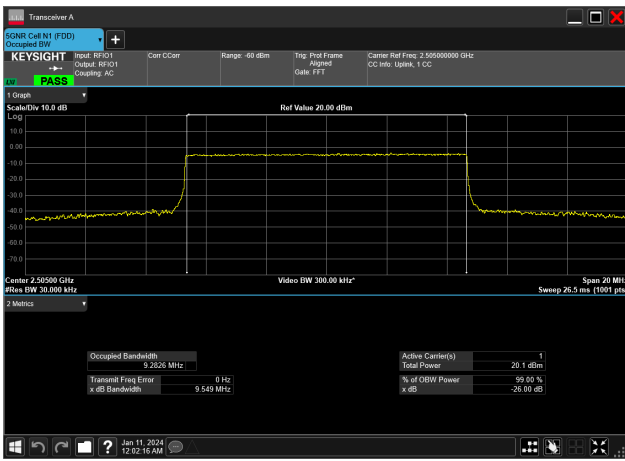 Transceiver A
5GNR Cell N1 (FDD)
Occupied BW
KEYSIGHT
LXI
PASS
Input: RFIO1
Output: RFIO1
Coupling: AC
Corr CCorr
Range: -60 dBm
Trig: Prot Frame
Aligned
Gate: FFT
Carrier Ref Freq: 2.505000000 GHz
CC Info: Uplink, 1 CC
1 Graph
Scale/Div 10.0 dB
Ref Value 20.00 dBm
Log
10.0
0.00
-10.0
-20.0
-30.0
-40.0
-50.0
-60.0
-70.0
Center 2.50500 GHz
Video BW 300.00 kHz*
Span 20 MHz
#Res BW 30.000 kHz
Sweep 26.5 ms (1001 pts
2 Metrics
Occupied Bandwidth
9.2826 MHz
Active Carrier(s) 1
Total Power 20.1 dBm
Transmit Freq Error 0 Hz
x dB Bandwidth 9.549 MHz
% of OBW Power 99.00 %
x dB -26.00 dB
Jan 11, 2024
12:02:16 AM